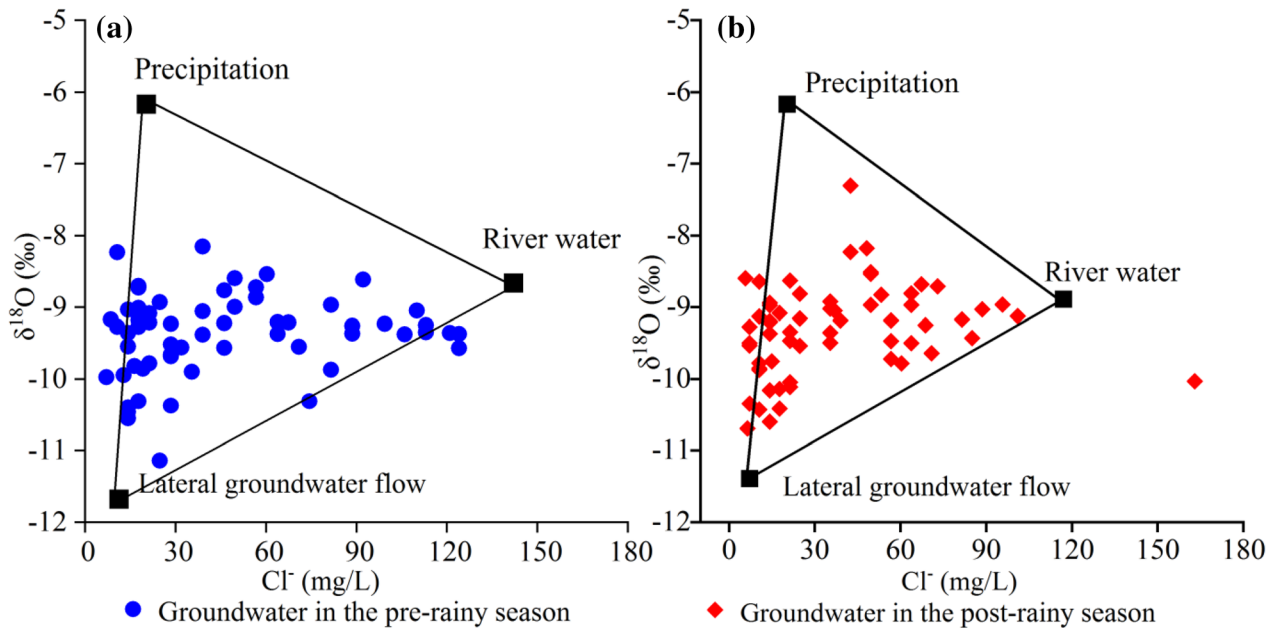 (a)
-5
-6
-7
-8
-9
-10
-11
-12
δ18O (‰)
Precipitation
River water
Lateral groundwater flow
0 30 60 90 120 150 180
Cl- (mg/L)
Groundwater in the pre-rainy season
(b)
-5
-6
-7
-8
-9
-10
-11
-12
δ18O (‰)
Precipitation
River water
Lateral groundwater flow
0 30 60 90 120 150 180
Cl- (mg/L)
Groundwater in the post-rainy season